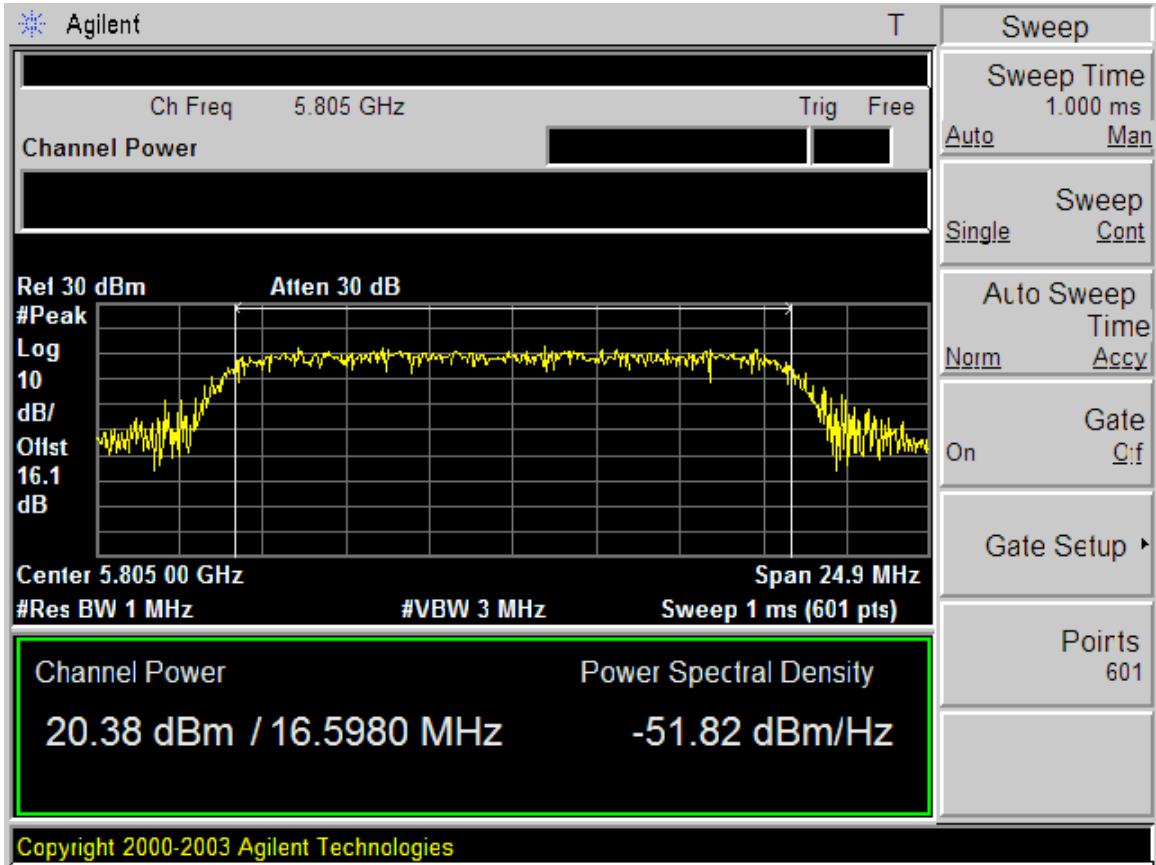 Agilent T
Ch Freq 5.805 GHz Trig Free
Channel Power
Ref 30 dBm Atten 30 dB
#Peak
Log
10
dB/
Offst
16.1
dB
Center 5.805 00 GHz Span 24.9 MHz
#Res BW 1 MHz #VBW 3 MHz Sweep 1 ms (601 pts)
Channel Power Power Spectral Density
20.38 dBm / 16.5980 MHz -51.82 dBm/Hz
Copyright 2000-2003 Agilent Technologies
Sweep
Sweep Time
1.000 ms
Auto Man
Sweep
Single Cont
Auto Sweep
Time
Norm Accy
Gate
On Off
Gate Setup
Points
601